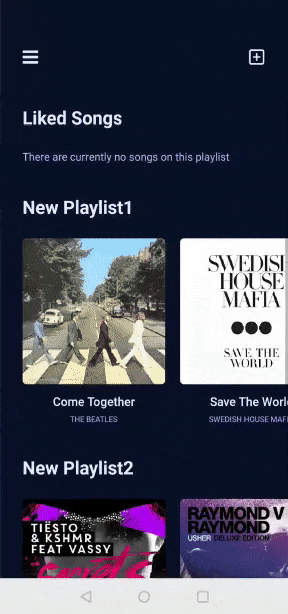 Liked Songs
There are currently no songs on this playlist
New Playlist1
SWEDISH
HOUSE
MAFIA
SAVE THE
WORLD
Come Together
Save The Worl
THE BEATLES
SWEDISH HOUSE MAFI
New Playlist2
TIËSTO
& KSHMR
FEAT VASSY
secrets
RAYMOND V
RAYMOND
USHER DELUXE EDITION